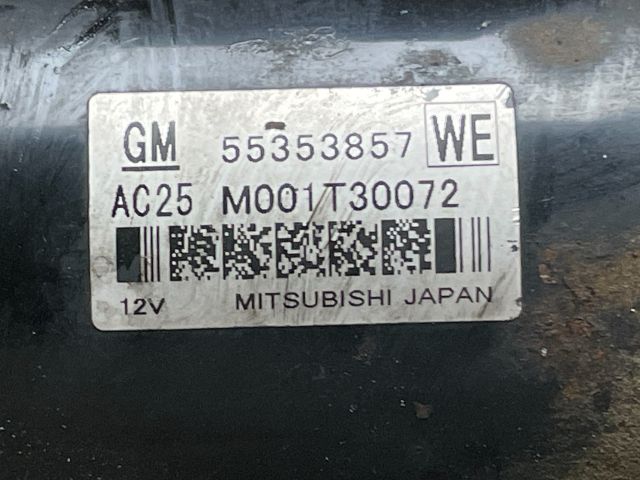 GM 55353857 WE
AC25 M001T30072
12V MITSUBISHI JAPAN